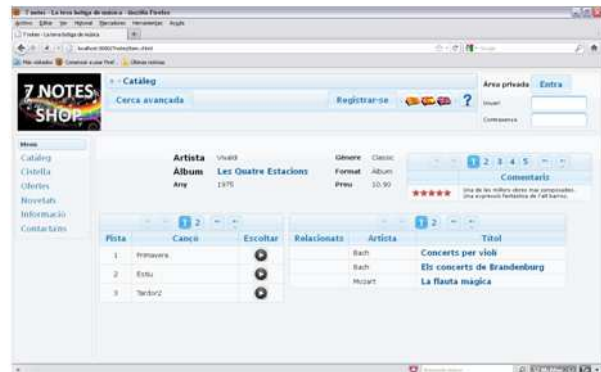 7 notes - La teva botiga de música - Mozilla Firefox
7 NOTES
SHOP
Catàleg
Cerca avançada
Registrar-se
?
Àrea privada
Entra
Usuari
Contrasenya
Menú
Catàleg
Cistella
Ofertes
Novetats
Informació
Contacta'ns
Artista Vivaldi
Àlbum Les Quatre Estacions
Any 1975
Gènere Clàssic
Format Àlbum
Preu 10.90
1 2 3 4 5
Comentaris
Una de les millors obres mai composades.
Una expressió fantàstica de l'alt barroc.
1 2
Pista Cançó Escoltar
1 Primavera
2 Estiu
3 Tardor2
1 2
Relacionats Artista Títol
Bach Concerts per violí
Bach Els concerts de Brandenburg
Mozart La flauta màgica